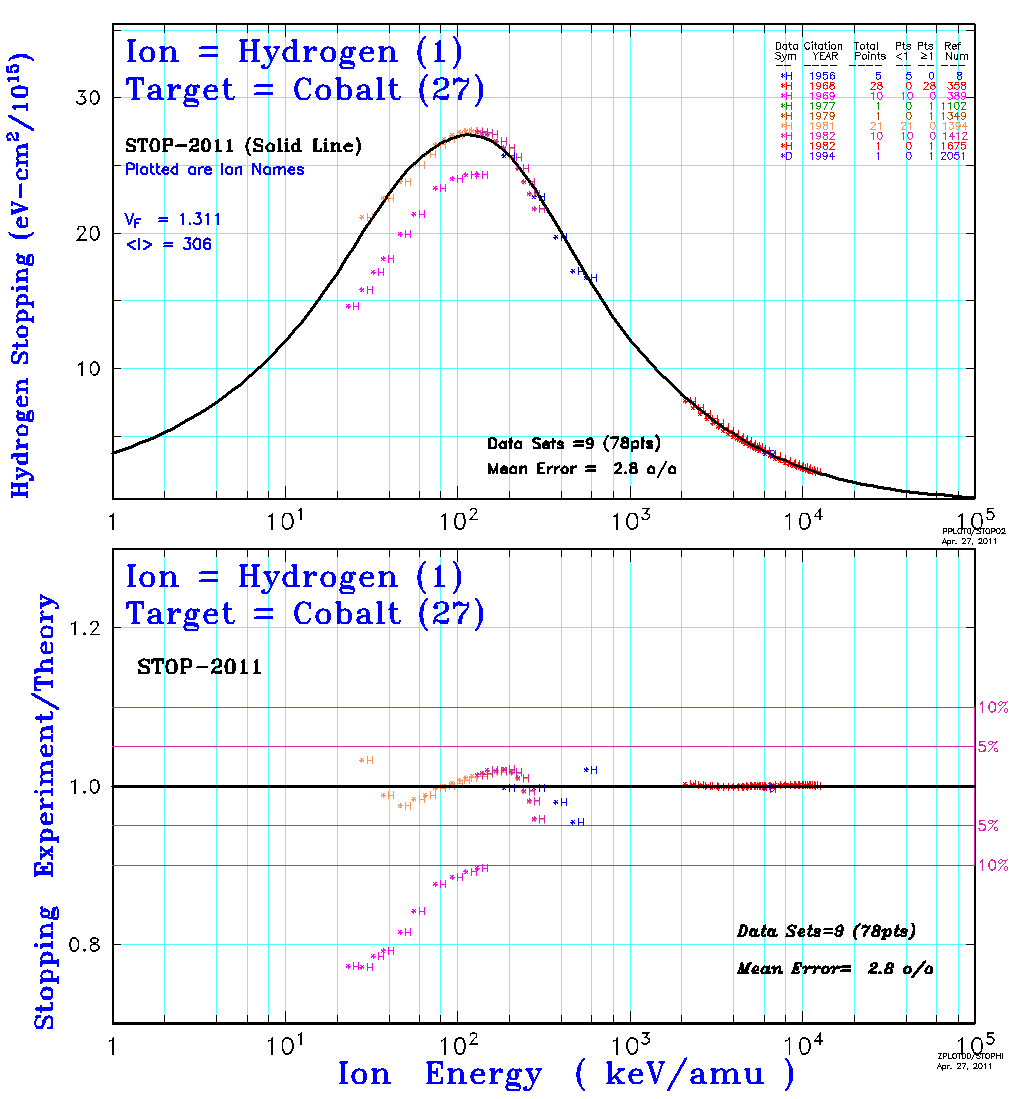 Ion = Hydrogen (1)
Target = Cobalt (27)
STOP-2011 (Solid Line)
Plotted are Ion Names
V_F = 1.311
<I> = 306
Data Citation Total Pts Pts Ref
Sym YEAR Points <1 ≥1 Num
*H 1956 5 5 0 8
*H 1968 28 0 28 358
*H 1969 10 10 0 389
*H 1977 1 0 1 1102
*H 1979 1 0 1 1349
*H 1981 21 21 0 1394
*H 1982 10 10 0 1412
*H 1982 1 0 1 1675
*D 1994 1 0 1 2051
Hydrogen Stopping (eV-cm²/10¹⁵)
30
20
10
Data Sets =9 (78pts)
Mean Error = 2.8 o/o
1 10¹ 10² 10³ 10⁴ 10⁵
PPLOT0/STOP02
Apr. 27, 2011
Ion = Hydrogen (1)
Target = Cobalt (27)
STOP-2011
Stopping Experiment/Theory
1.2
1.0
0.8
10%
5%
5%
10%
Data Sets=9 (78pts)
Mean Error= 2.8 o/o
1 10¹ 10² 10³ 10⁴ 10⁵
ZPLOT0D/STOPHI
Apr. 27, 2011
Ion Energy ( keV/amu )